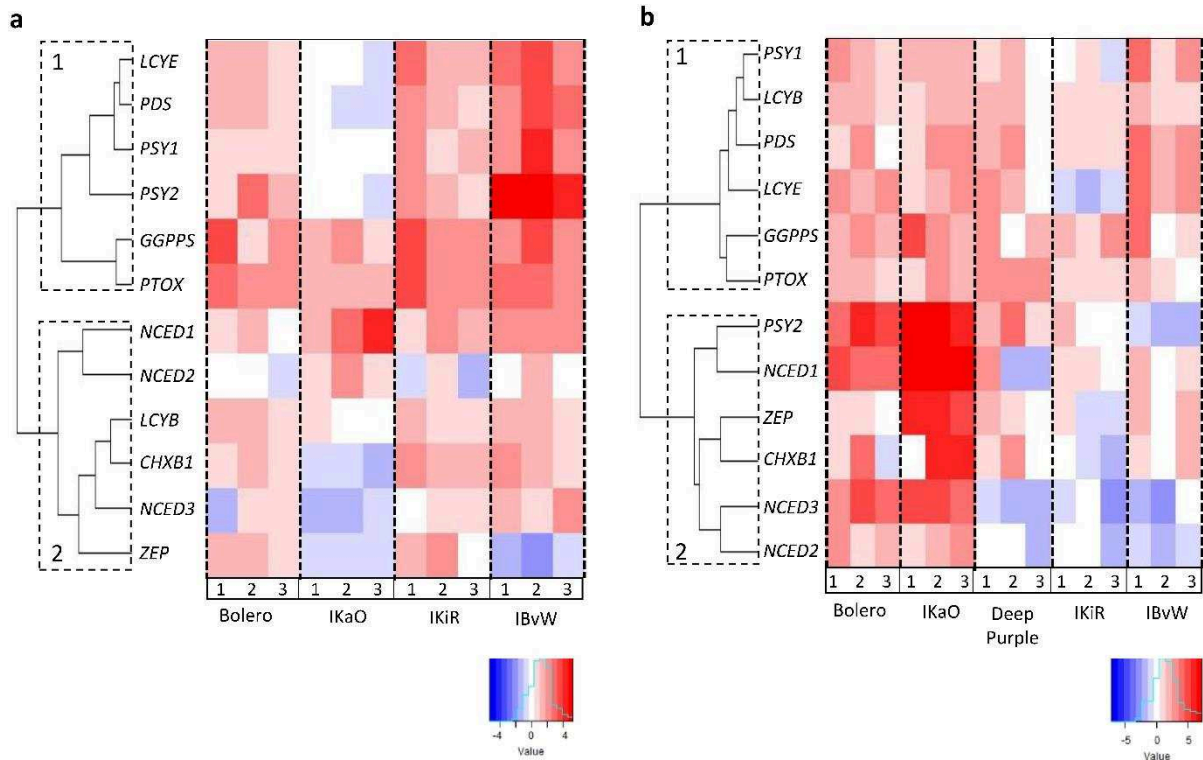 a
1
LCYE
PDS
PSY1
PSY2
GGPPS
PTOX
NCED1
NCED2
LCYB
CHXB1
NCED3
ZEP
2
1 2 3 1 2 3 1 2 3 1 2 3
Bolero IKaO IKiR IBvW
-4 0 4
Value
b
1
PSY1
LCYB
PDS
LCYE
GGPPS
PTOX
PSY2
NCED1
ZEP
CHXB1
NCED3
NCED2
2
1 2 3 1 2 3 1 2 3 1 2 3 1 2 3
Bolero IKaO Deep IKiR IBvW
Purple
-5 0 5
Value